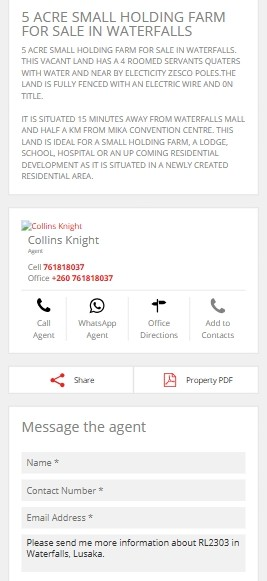 5 ACRE SMALL HOLDING FARM
FOR SALE IN WATERFALLS
5 ACRE SMALL HOLDING FARM FOR SALE IN WATERFALLS.
THIS VACANT LAND HAS A 4 ROOMED SERVANTS QUATERS
WITH WATER AND NEAR BY ELECTICITY ZESCO POLES.THE
LAND IS FULLY FENCED WITH AN ELECTRIC WIRE AND 0N
TITLE.
IT IS SITUATED 15 MINUTES AWAY FROM WATERFALLS MALL
AND HALF A KM FROM MIKA CONVENTION CENTRE. THIS
LAND IS IDEAL FOR A SMALL HOLDING FARM, A LODGE,
SCHOOL, HOSPITAL OR AN UP COMING RESIDENTIAL
DEVELOPMENT AS IT IS SITUATED IN A NEWLY CREATED
RESIDENTIAL AREA.
Collins Knight
Collins Knight
Agent
Cell 761818037
Office +260 761818037
Call Agent
WhatsApp Agent
Office Directions
Add to Contacts
Share
Property PDF
Message the agent
Name *
Contact Number *
Email Address *
Please send me more information about RL2303 in
Waterfalls, Lusaka.